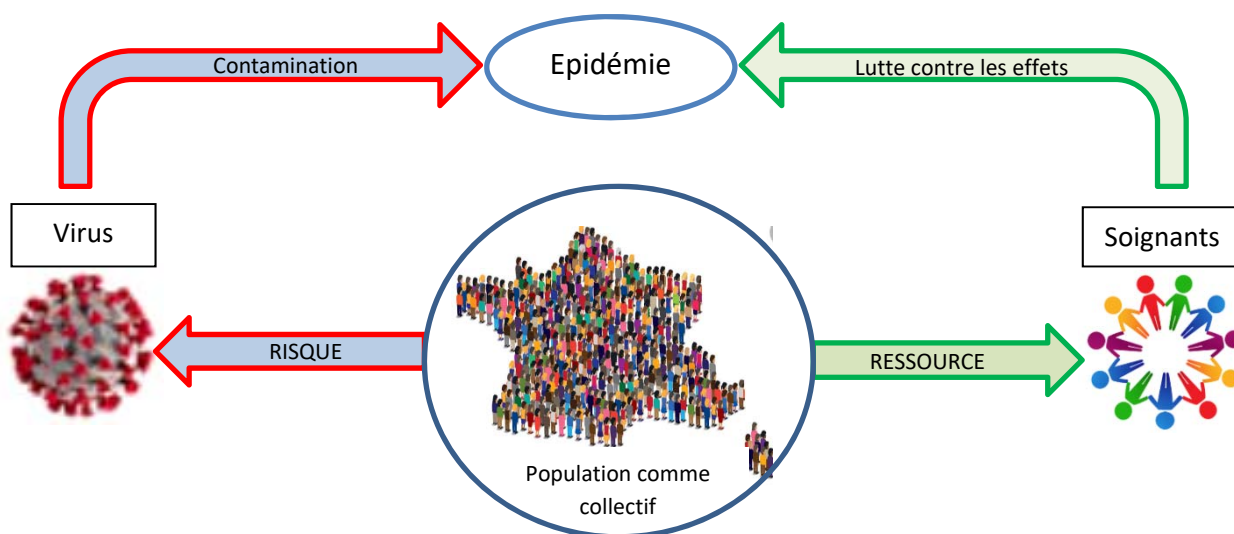 Epidémie
Contamination
Lutte contre les effets
Virus
Soignants
RISQUE
RESSOURCE
Population comme
collectif